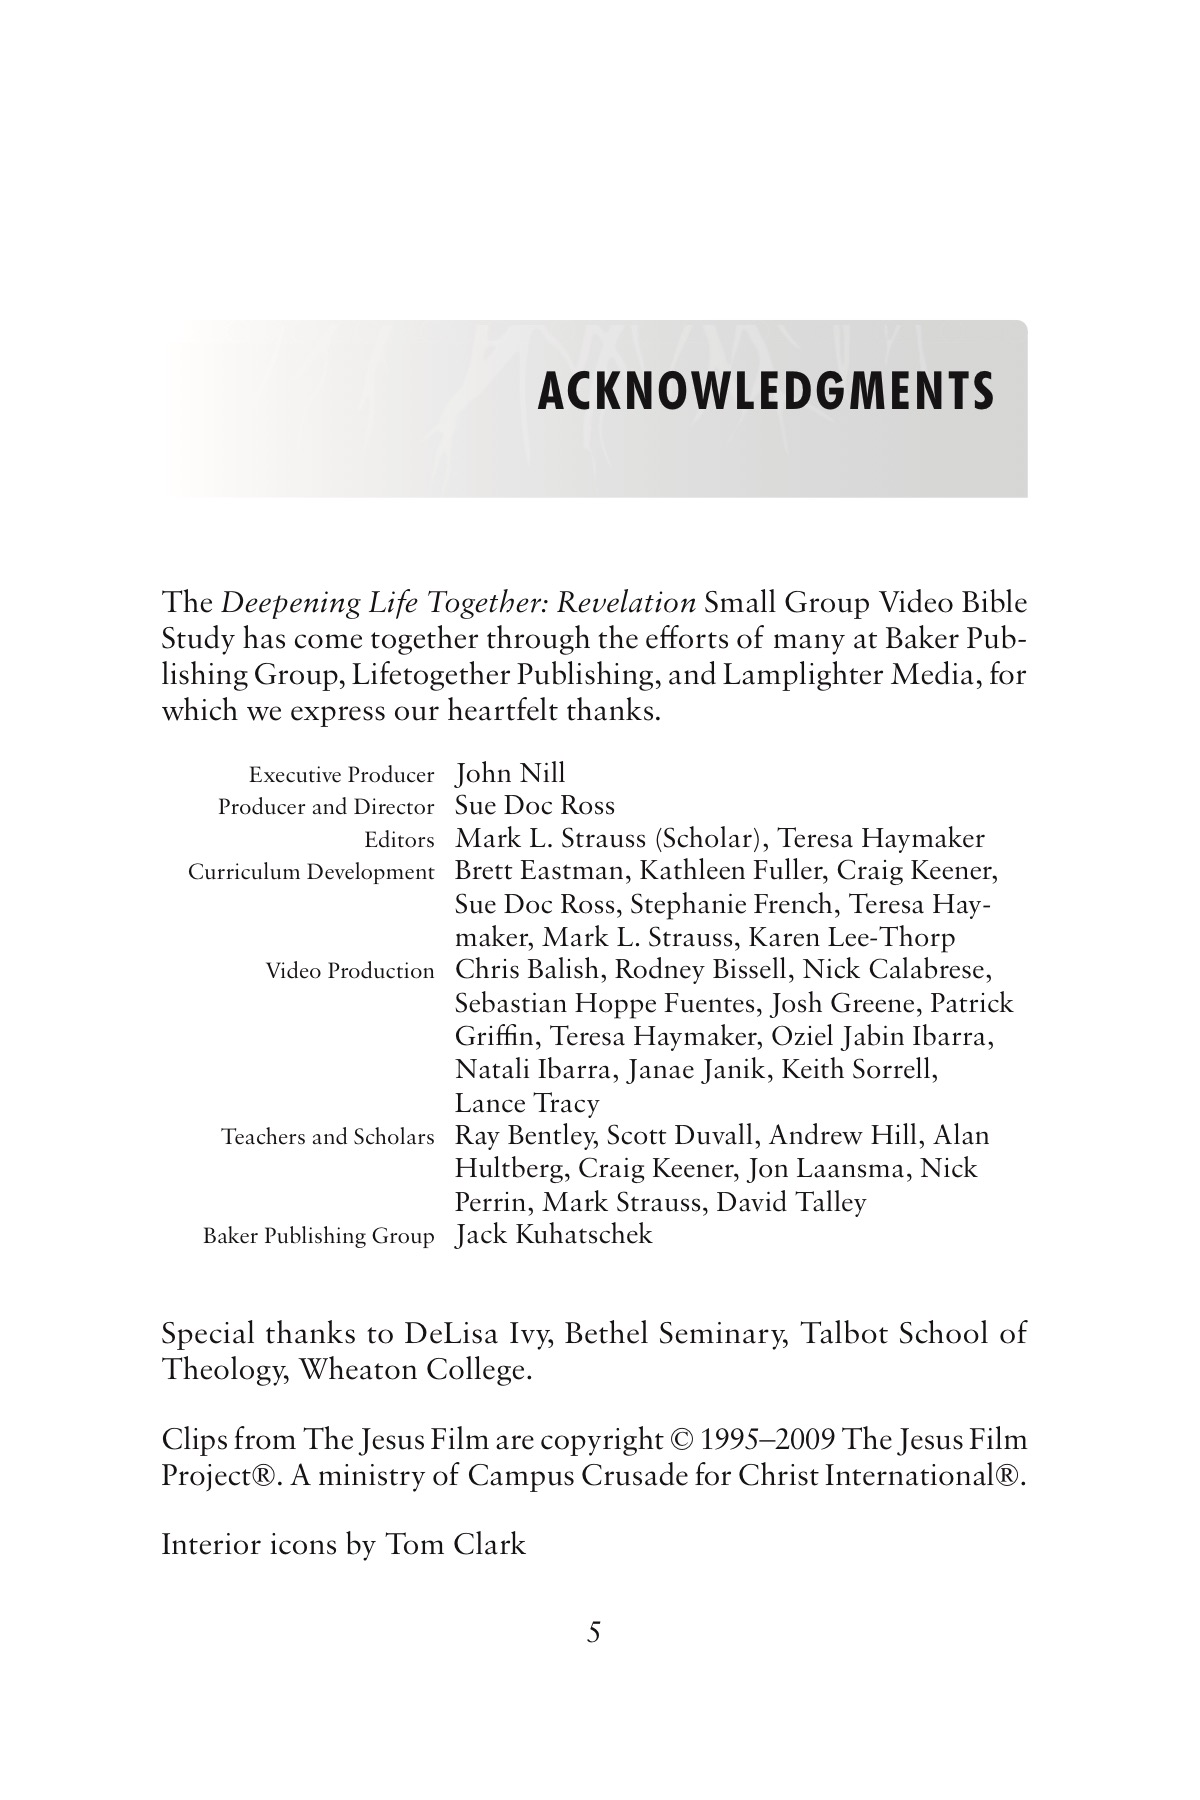 ACKNOWLEDGMENTS
The Deepening Life Together: Revelation Small Group Video Bible
Study has come together through the efforts of many at Baker Pub-
lishing Group, Lifetogether Publishing, and Lamplighter Media, for
which we express our heartfelt thanks.
Executive Producer John Nill
Producer and Director Sue Doc Ross
Editors Mark L. Strauss (Scholar), Teresa Haymaker
Curriculum Development Brett Eastman, Kathleen Fuller, Craig Keener,
Sue Doc Ross, Stephanie French, Teresa Hay-
maker, Mark L. Strauss, Karen Lee-Thorp
Video Production Chris Balish, Rodney Bissell, Nick Calabrese,
Sebastian Hoppe Fuentes, Josh Greene, Patrick
Griffin, Teresa Haymaker, Oziel Jabin Ibarra,
Natali Ibarra, Janae Janik, Keith Sorrell,
Lance Tracy
Teachers and Scholars Ray Bentley, Scott Duvall, Andrew Hill, Alan
Hultberg, Craig Keener, Jon Laansma, Nick
Perrin, Mark Strauss, David Talley
Baker Publishing Group Jack Kuhatschek
Special thanks to DeLisa Ivy, Bethel Seminary, Talbot School of
Theology, Wheaton College.
Clips from The Jesus Film are copyright © 1995–2009 The Jesus Film
Project®. A ministry of Campus Crusade for Christ International®.
Interior icons by Tom Clark
5